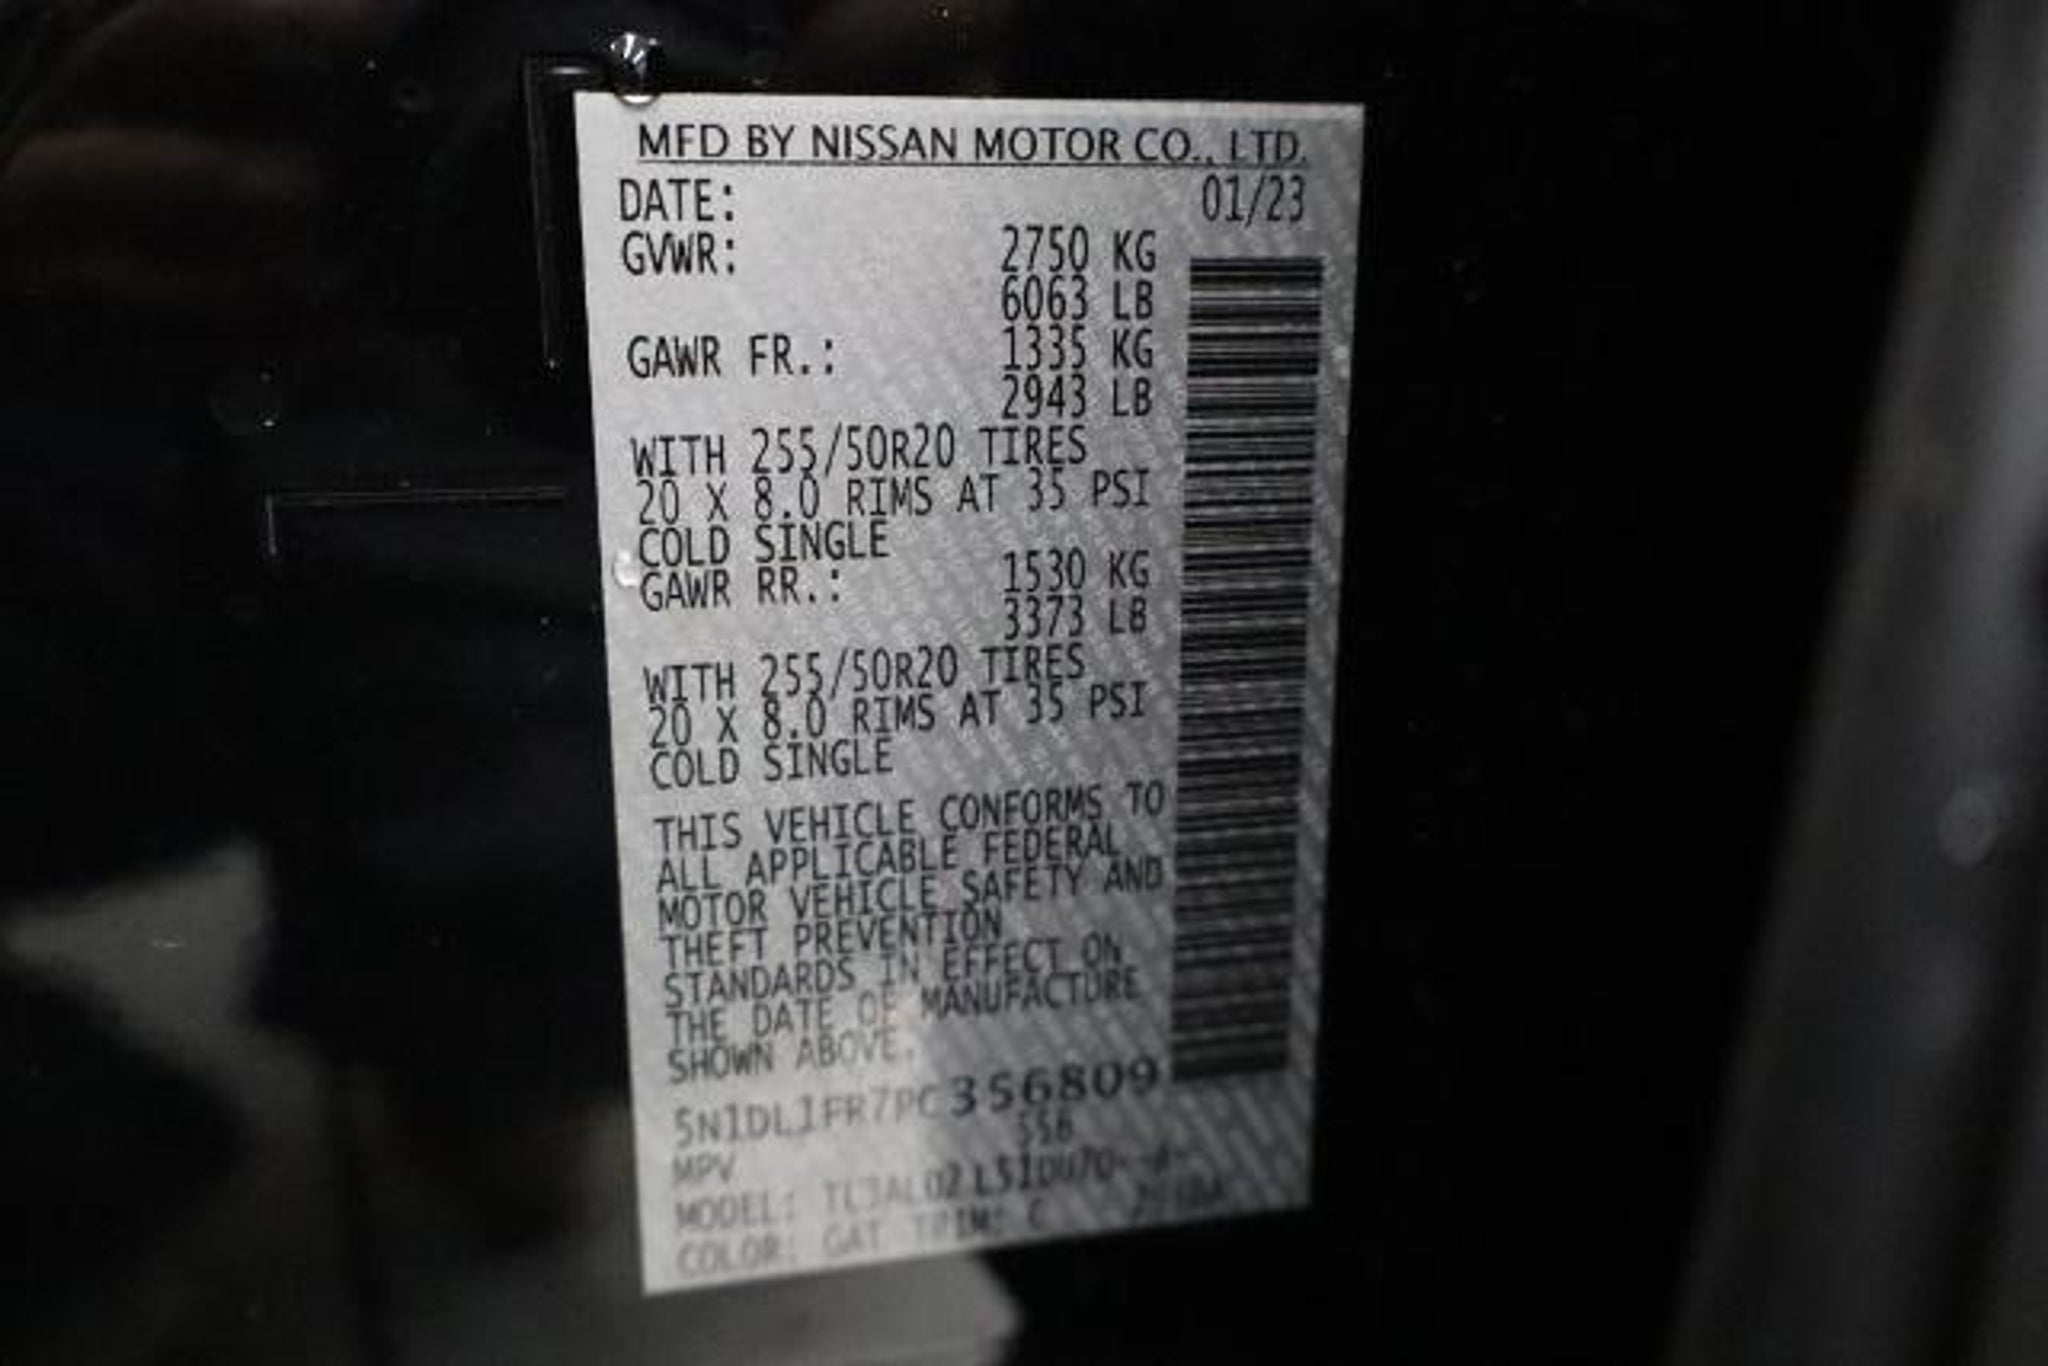 MFD BY NISSAN MOTOR CO., LTD.
DATE: 01/23
GVWR: 2750 KG
6063 LB
GAWR FR.: 1335 KG
2943 LB
WITH 255/50R20 TIRES
20 X 8.0 RIMS AT 35 PSI
COLD SINGLE
GAWR RR.: 1530 KG
3373 LB
WITH 255/50R20 TIRES
20 X 8.0 RIMS AT 35 PSI
COLD SINGLE
THIS VEHICLE CONFORMS TO
ALL APPLICABLE FEDERAL
MOTOR VEHICLE SAFETY AND
THEFT PREVENTION
STANDARDS IN EFFECT ON
THE DATE OF MANUFACTURE
SHOWN ABOVE.
5N1DL1FR7PC356809
MPV
MODEL:
COLOR: GAT TRIM: